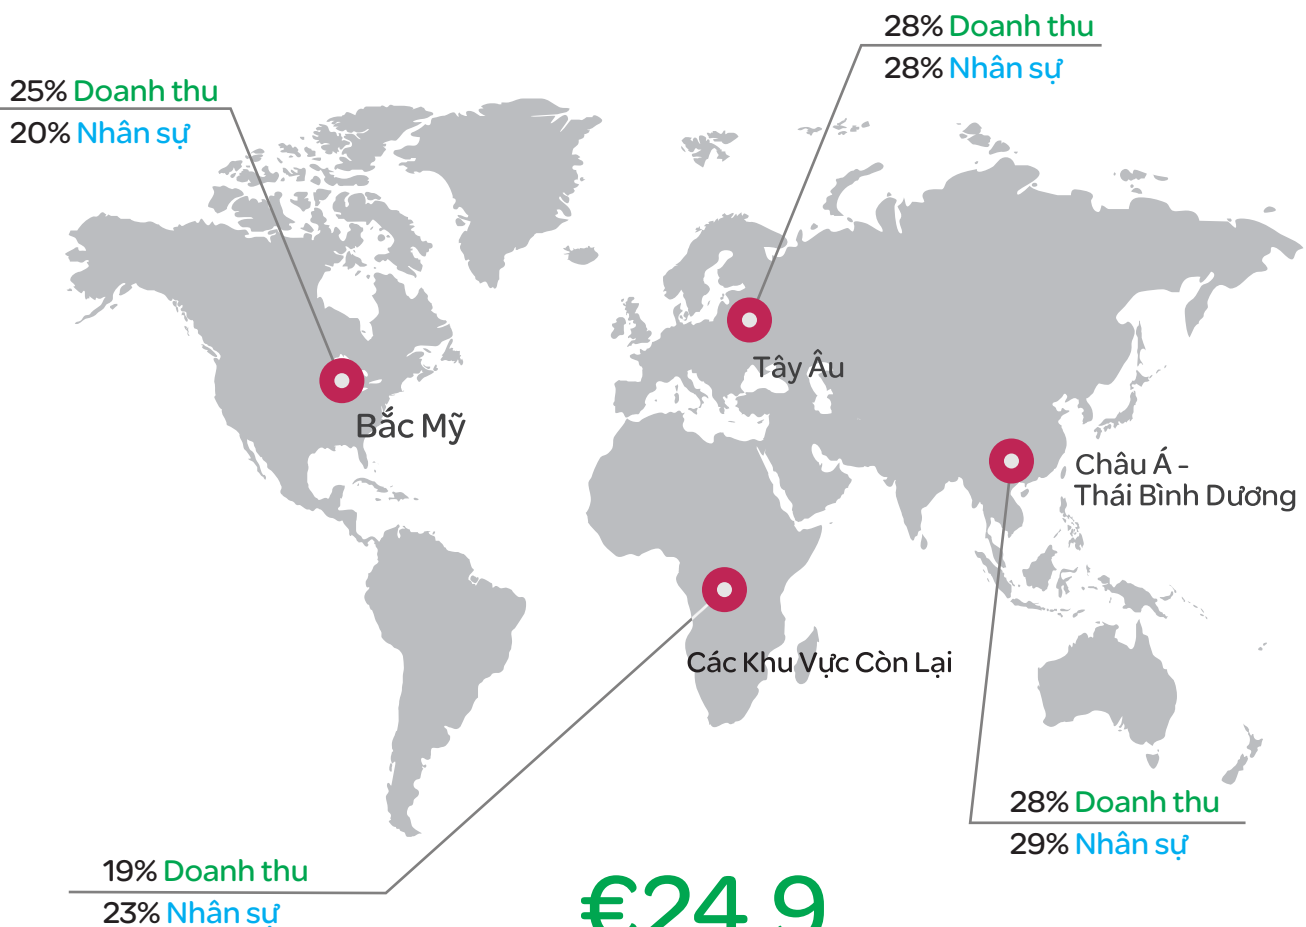 28% Doanh thu
28% Nhân sự
25% Doanh thu
20% Nhân sự
Tây Âu
Bắc Mỹ
Châu Á -
Thái Bình Dương
Các Khu Vực Còn Lại
28% Doanh thu
29% Nhân sự
19% Doanh thu
23% Nhân sự
€24.9